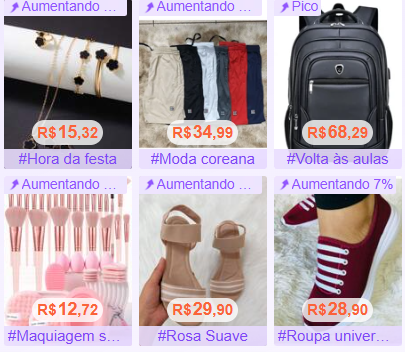 Aumentando ...
Aumentando ...
Pico
R$15,32
R$34,99
R$68,29
#Hora da festa
#Moda coreana
#Volta às aulas
Aumentando ...
Aumentando ...
Aumentando 7%
R$12,72
R$29,90
R$28,90
#Maquiagem s...
#Rosa Suave
#Roupa univer...